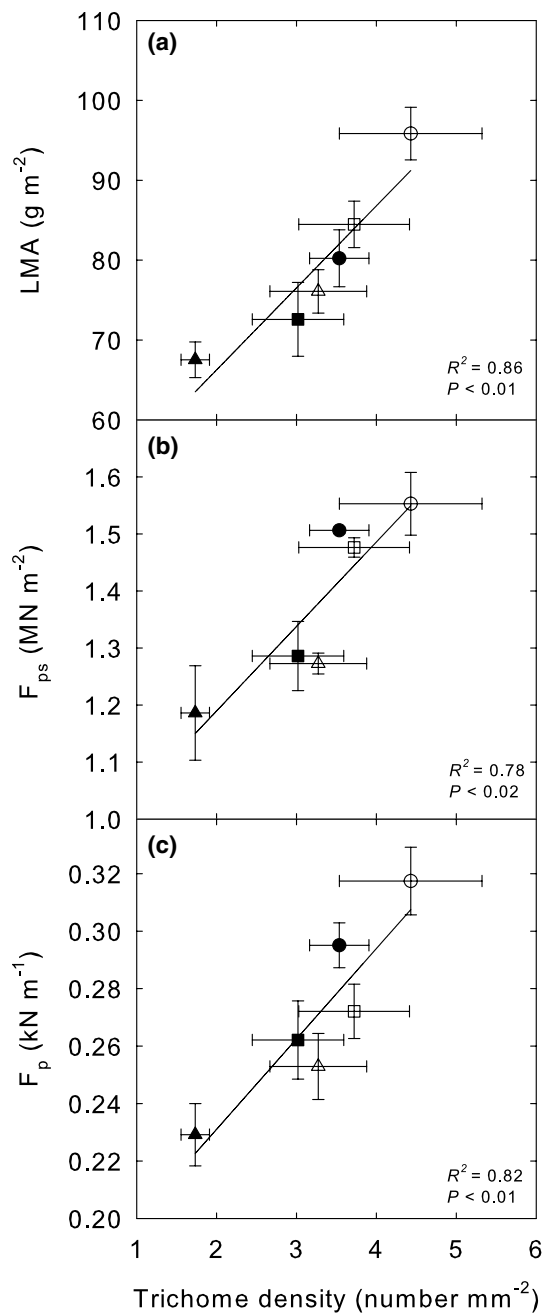 (a)
110
100
90
80
70
60
LMA (g m⁻²)
R² = 0.86
P < 0.01
(b)
1.6
1.5
1.4
1.3
1.2
1.1
1.0
F_ps (MN m⁻²)
R² = 0.78
P < 0.02
(c)
0.32
0.30
0.28
0.26
0.24
0.22
0.20
F_p (kN m⁻¹)
R² = 0.82
P < 0.01
1 2 3 4 5 6
Trichome density (number mm⁻²)